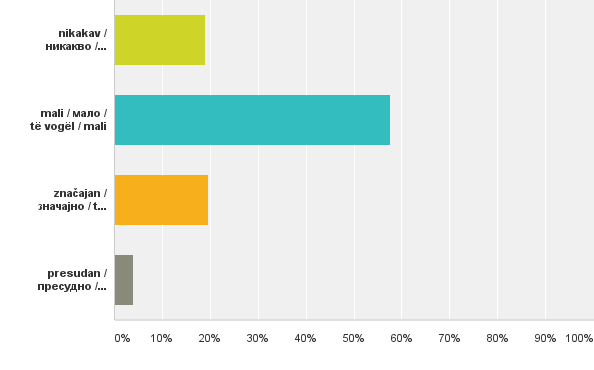 nikakav /
никакво /...
mali / мало /
të vogël / mali
značajan /
значајно / t...
presudan /
пресудно /...
0% 10% 20% 30% 40% 50% 60% 70% 80% 90% 100%